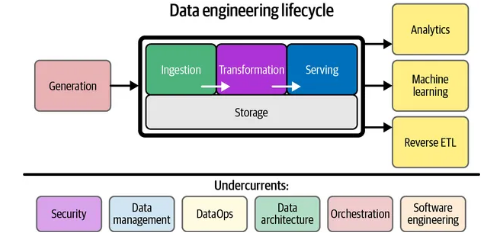 Data engineering lifecycle
Generation
Ingestion
Transformation
Serving
Storage
Analytics
Machine
learning
Reverse ETL
Undercurrents:
Security
Data
management
DataOps
Data
architecture
Orchestration
Software
engineering